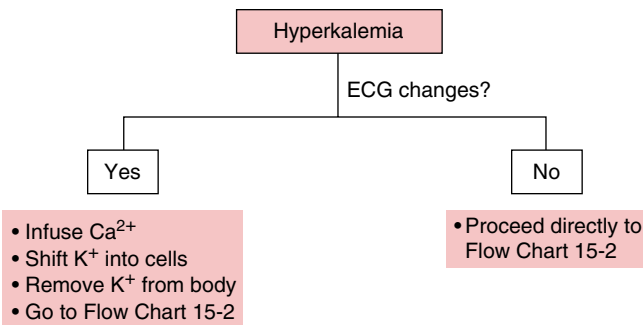 Hyperkalemia
ECG changes?
Yes
No
• Infuse Ca²⁺
• Shift K⁺ into cells
• Remove K⁺ from body
• Go to Flow Chart 15-2
• Proceed directly to
Flow Chart 15-2